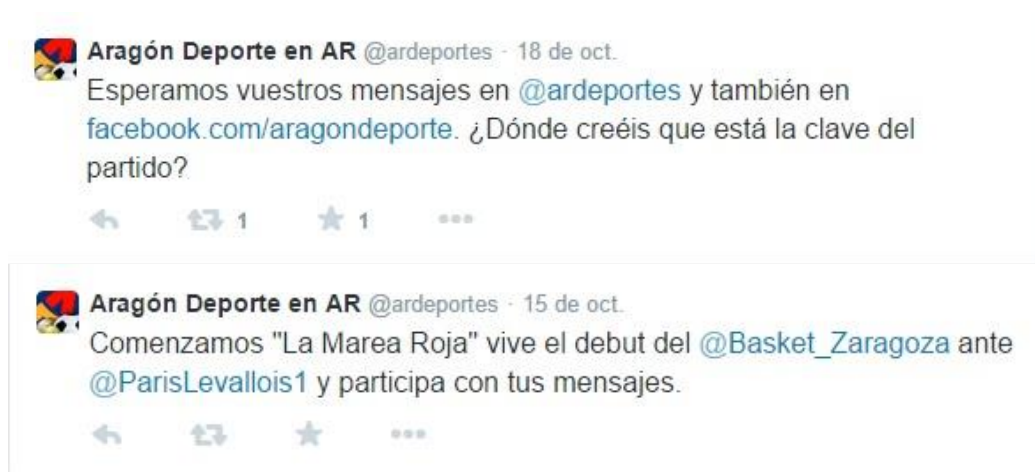 Aragón Deporte en AR @ardeportes · 18 de oct.
Esperamos vuestros mensajes en @ardeportes y también en
facebook.com/aragondeporte. ¿Dónde creéis que está la clave del
partido?
1 1
Aragón Deporte en AR @ardeportes · 15 de oct.
Comenzamos "La Marea Roja" vive el debut del @Basket_Zaragoza ante
@ParisLevallois1 y participa con tus mensajes.